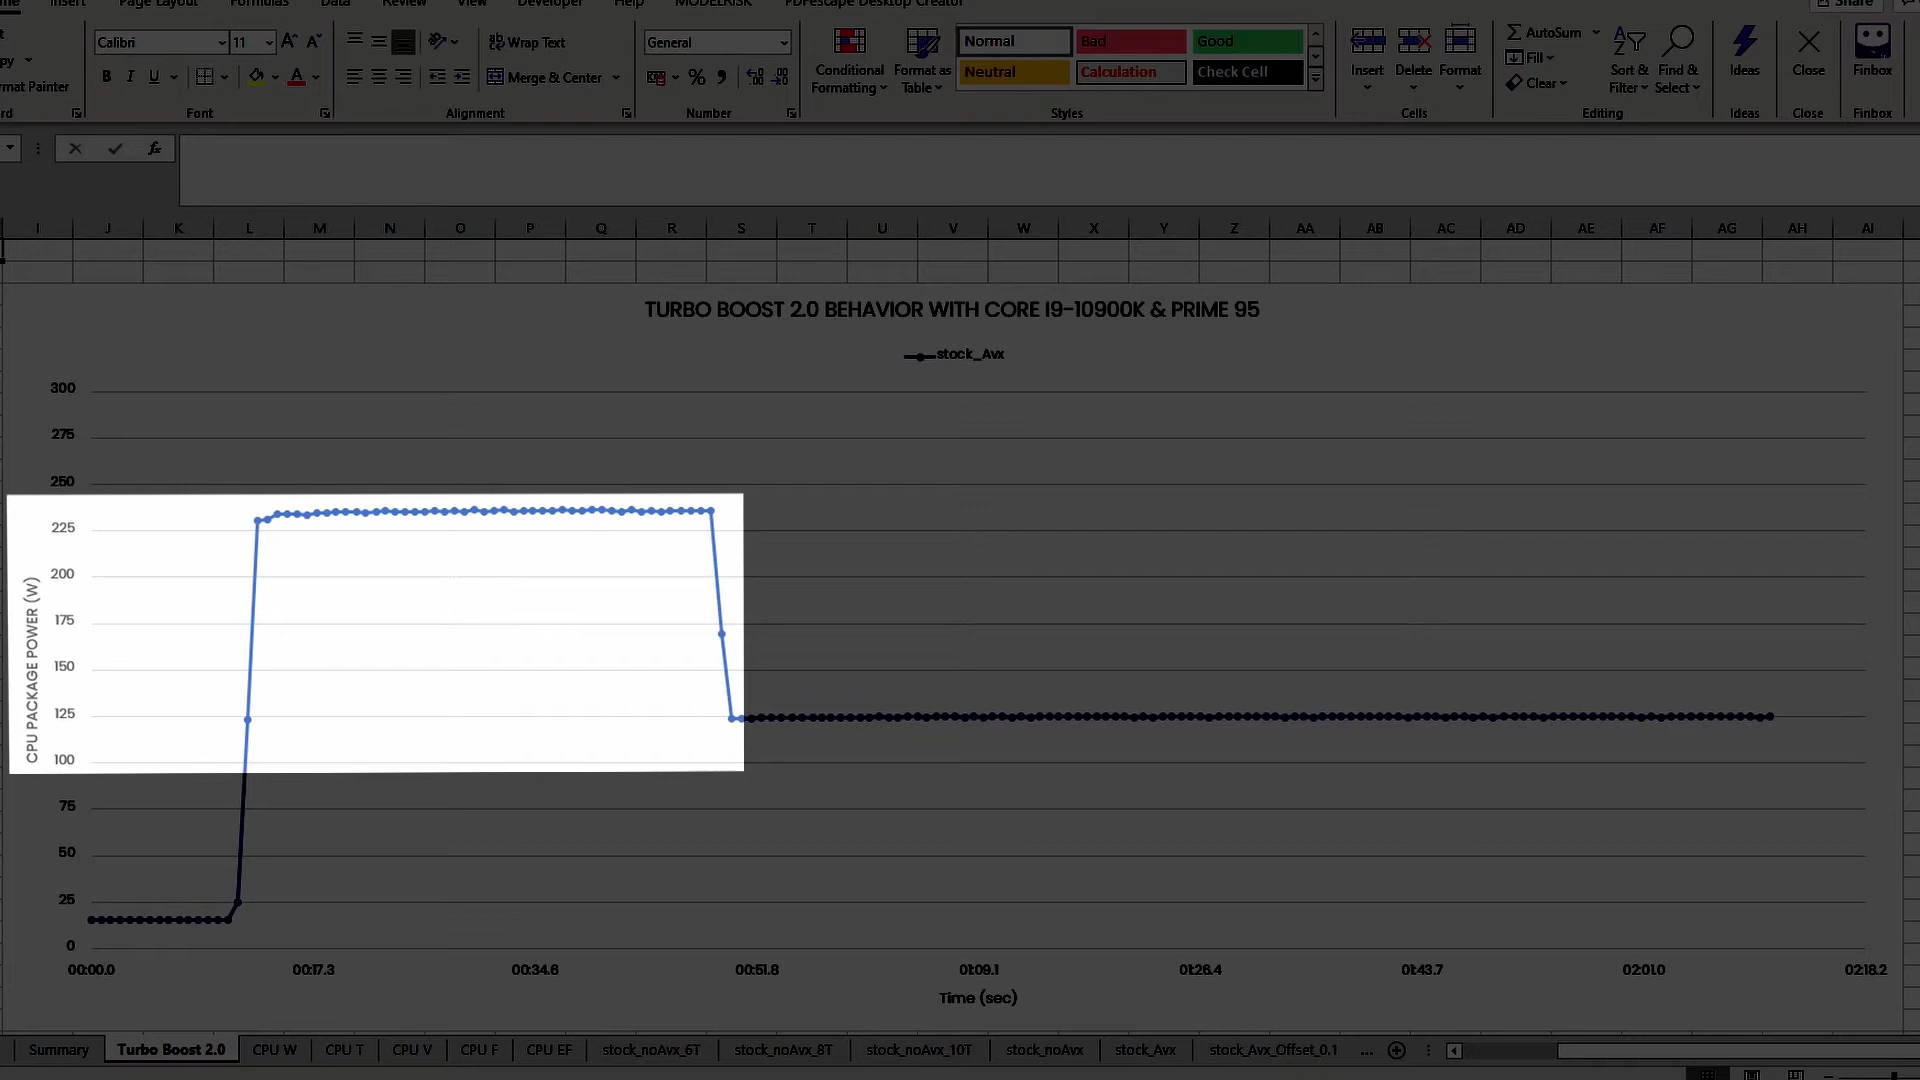 Insert Page Layout Formulas Data Review View Developer Help MODELRISK PDFescape Desktop Creator Share
Calibri 11 Wrap Text General Normal Bad Good AutoSum
B I U Merge & Center % Conditional Formatting Format as Table Neutral Calculation Check Cell Insert Delete Format Fill Clear Sort & Filter Find & Select Ideas Close Finbox
rmat Painter
Font Alignment Number Styles Cells Editing Ideas Close Finbox
fx
I J K L M N O P Q R S T U V W X Y Z AA AB AC AD AE AF AG AH AI
TURBO BOOST 2.0 BEHAVIOR WITH CORE I9-10900K & PRIME 95
stock_Avx
300
275
250
225
200
175
150
125
100
75
50
25
0
CPU PACKAGE POWER (W)
00:00.0 00:17.3 00:34.6 00:51.8 01:09.1 01:26.4 01:43.7 02:01.0 02:18.2
Time (sec)
Summary Turbo Boost 2.0 CPU W CPU T CPU V CPU F CPU EF stock_noAvx_6T stock_noAvx_8T stock_noAvx_10T stock_noAvx stock_Avx stock_Avx_Offset_0.1 ...